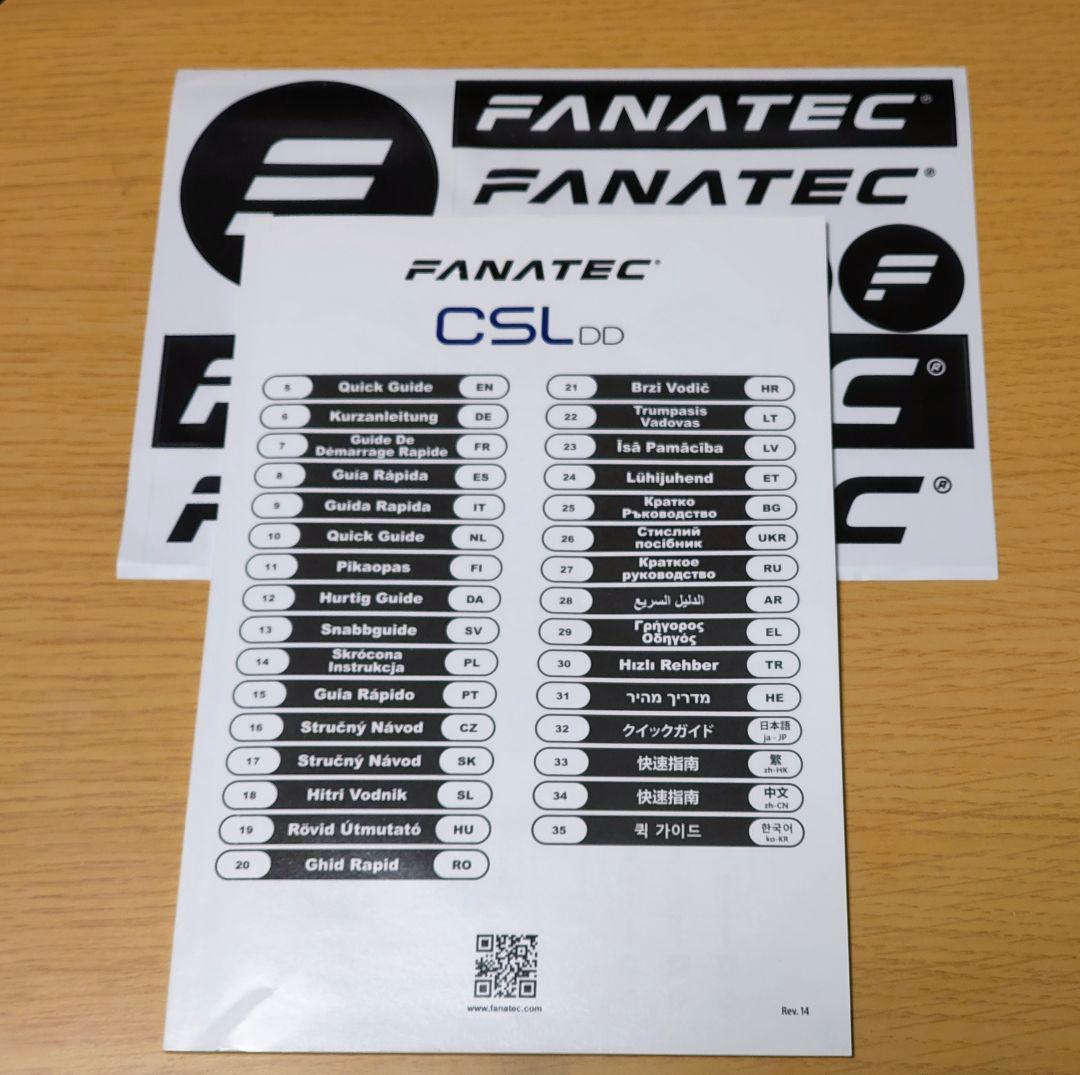 FANATEC®
FANATEC®
FANATEC®
CSL DD
5 Quick Guide EN
6 Kurzanleitung DE
7 Guide De
Démarrage Rapide FR
8 Guía Rápida ES
9 Guida Rapida IT
10 Quick Guide NL
11 Pikaopas FI
12 Hurtig Guide DA
13 Snabbguide SV
14 Skrócona
Instrukcja PL
15 Guia Rápido PT
16 Stručný Návod CZ
17 Stručný Návod SK
18 Hitri Vodnik SL
19 Rövid Útmutató HU
20 Ghid Rapid RO
21 Brzi Vodič HR
22 Trumpasis
Vadovas LT
23 Īsā Pamācība LV
24 Lühijuhend ET
25 Кратко
Ръководство BG
26 Стислий
посібник UKR
27 Краткое
руководство RU
28 الدليل السريع AR
29 Γρήγορος
Οδηγός EL
30 Hızlı Rehber TR
31 מדריך מהיר HE
32 クイックガイド 日本語
ja - JP
33 快速指南 繁
zh-HK
34 快速指南 中文
zh-CN
35 퀵 가이드 한국어
ko-KR
www.fanatec.com
Rev. 14